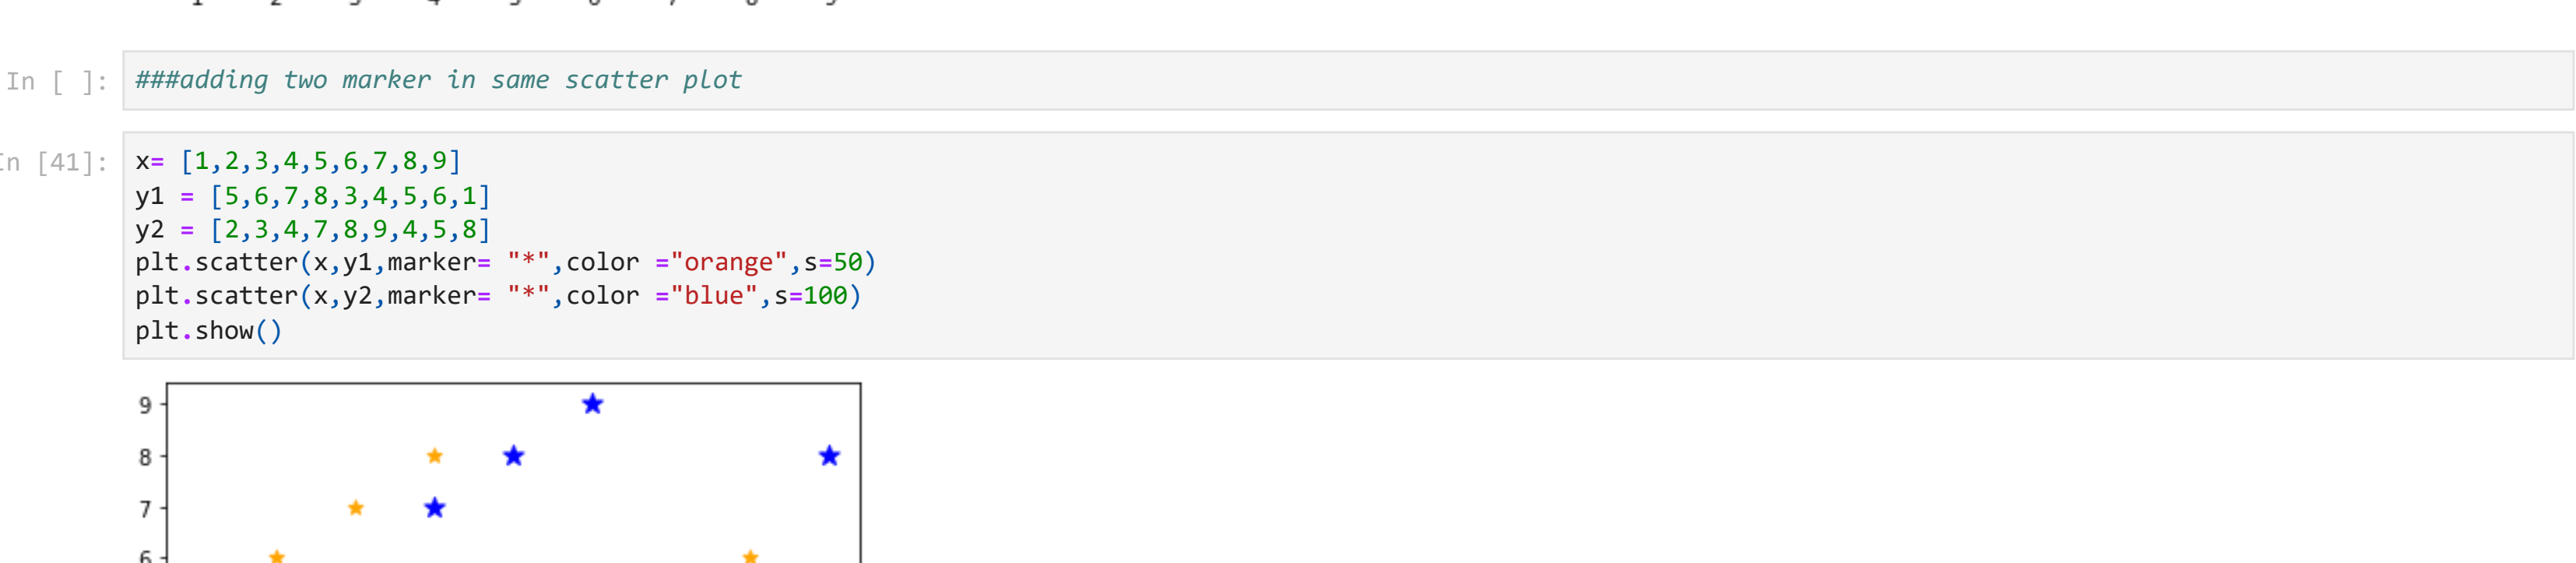 In [ ]: ###adding two marker in same scatter plot
In [41]: x= [1,2,3,4,5,6,7,8,9]
y1 = [5,6,7,8,3,4,5,6,1]
y2 = [2,3,4,7,8,9,4,5,8]
plt.scatter(x,y1,marker= "*",color ="orange",s=50)
plt.scatter(x,y2,marker= "*",color ="blue",s=100)
plt.show()
9
8
7
6